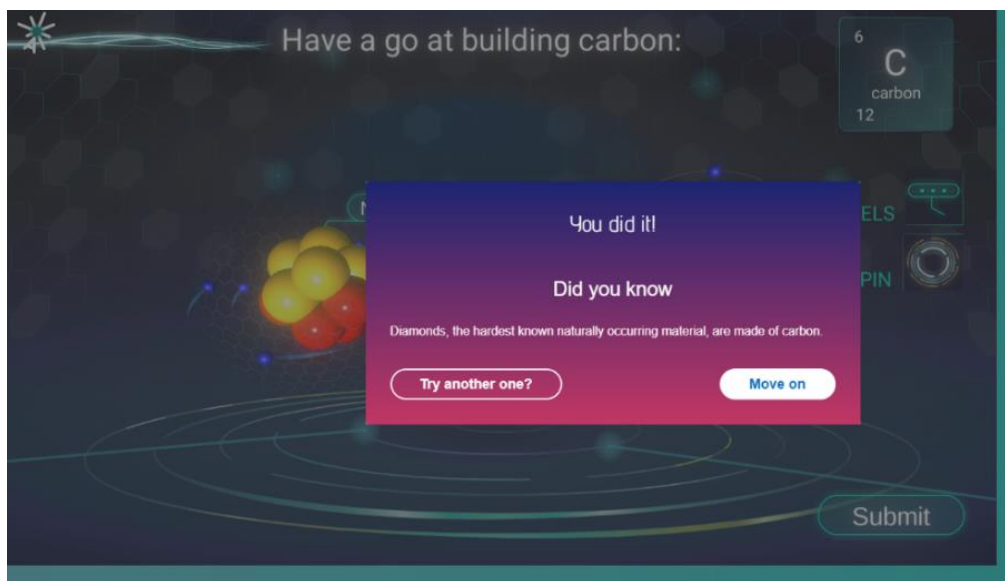 Have a go at building carbon:
6
C
carbon
12
N
ELS
PIN
You did it!
Did you know
Diamonds, the hardest known naturally occurring material, are made of carbon.
Try another one?
Move on
Submit